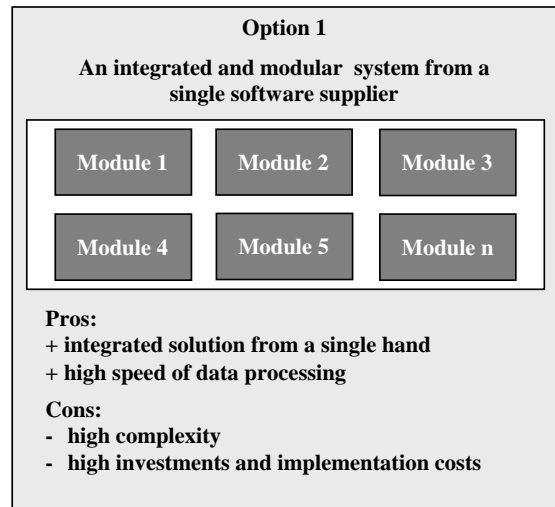 Option 1
An integrated and modular system from a
single software supplier
Module 1
Module 2
Module 3
Module 4
Module 5
Module n
Pros:
+ integrated solution from a single hand
+ high speed of data processing
Cons:
- high complexity
- high investments and implementation costs